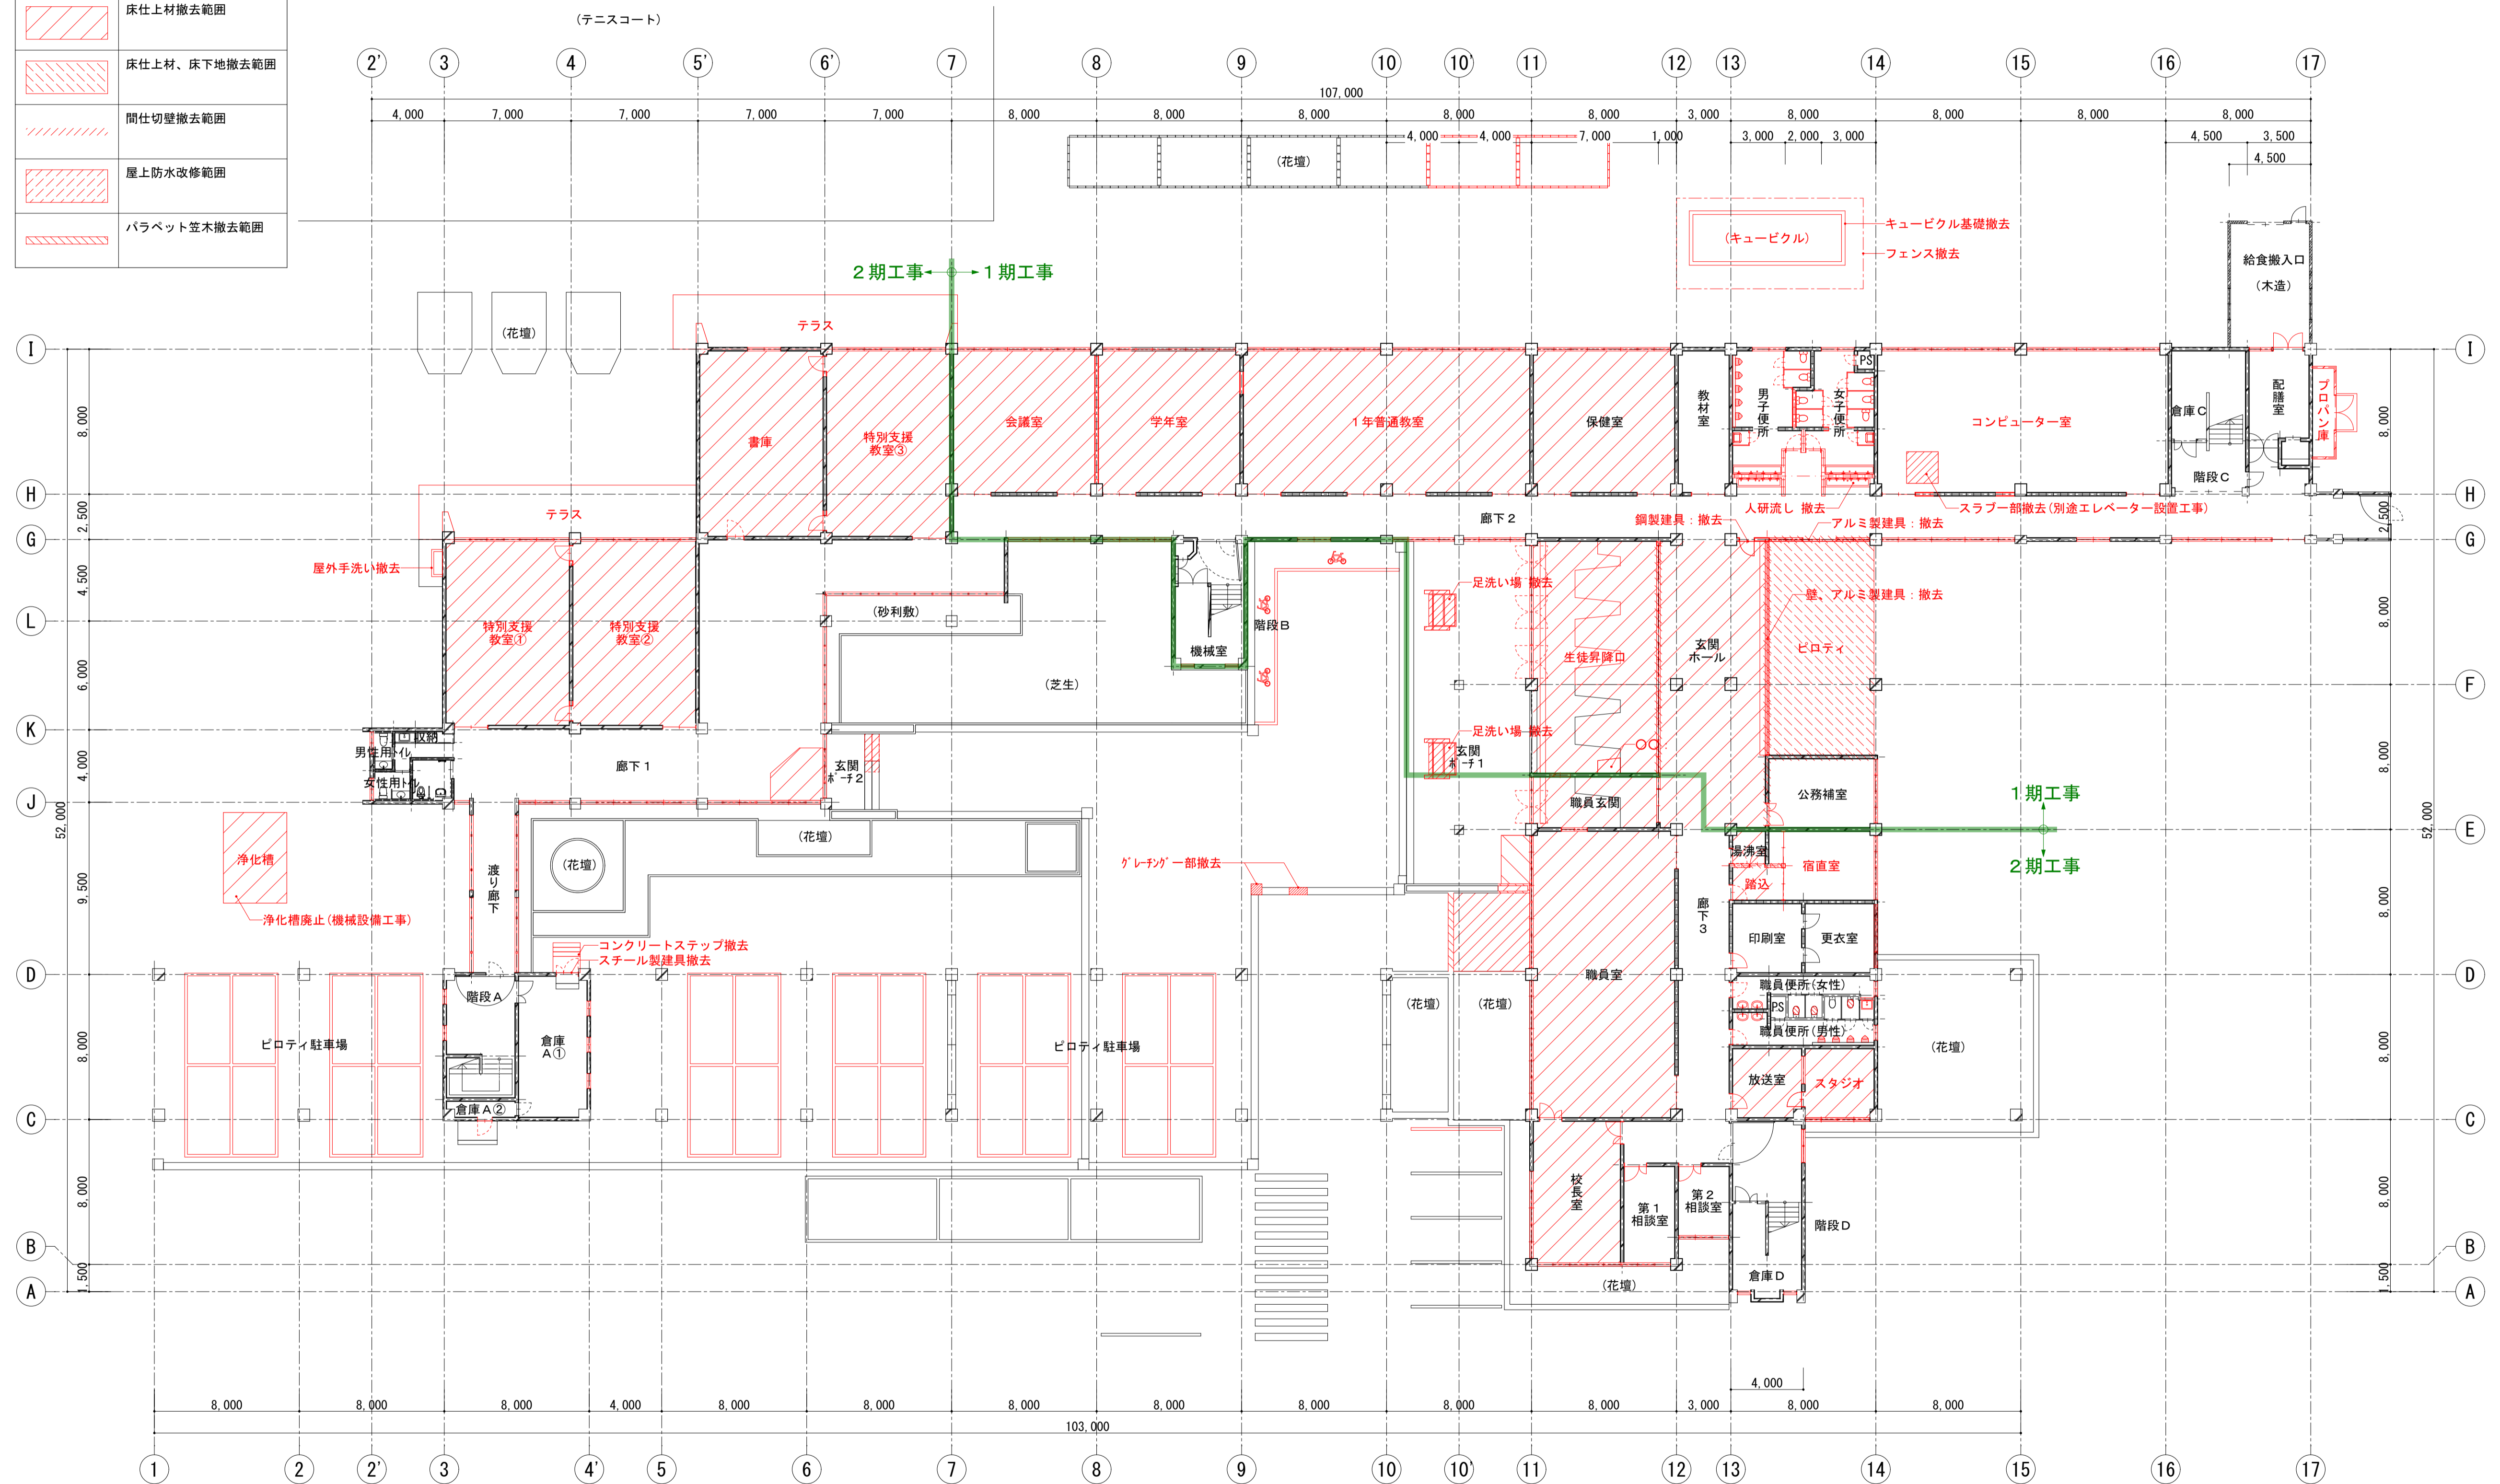 床仕上材撤去範囲
床仕上材、床下地撤去範囲
間仕切壁撤去範囲
屋上防水改修範囲
パラペット笠木撤去範囲
(テニスコート)
2'
3
4
5'
6'
7
8
9
10
10'
11
12
13
14
15
16
17
107,000
4,000
7,000
7,000
7,000
7,000
8,000
8,000
8,000
8,000
8,000
3,000
8,000
8,000
8,000
8,000
4,000
4,000
7,000
1,000
3,000
2,000
3,000
4,500
3,500
4,500
(花壇)
(キュービクル)
キュービクル基礎撤去
フェンス撤去
給食搬入口
(木造)
2期工事
1期工事
(花壇)
テラス
I
I
書庫
特別支援
教室③
会議室
学年室
1年普通教室
保健室
教材室
男子便所
女子便所
PS
コンピューター室
倉庫C
階段C
配膳室
プロパン庫
8,000
8,000
H
H
人研流し 撤去
スラブ一部撤去(別途エレベーター設置工事)
テラス
廊下2
鋼製建具：撤去
アルミ製建具：撤去
2,500
2,500
G
G
屋外手洗い撤去
足洗い場 撤去
壁、アルミ製建具：撤去
4,500
L
(砂利敷)
特別支援
教室①
特別支援
教室②
機械室
階段B
生徒昇降口
玄関
ホール
ピロティ
8,000
6,000
(芝生)
F
K
収納
男性用トイレ
女性用トイレ
廊下1
玄関
ポーチ2
足洗い場 撤去
玄関
ポーチ1
4,000
8,000
J
職員玄関
公務補室
1期工事
2期工事
E
52,000
52,000
浄化槽
浄化槽廃止(機械設備工事)
渡り廊下
(花壇)
(花壇)
グレーチング一部撤去
湯沸室
宿直室
踏込
9,500
8,000
廊下3
印刷室
更衣室
コンクリートステップ撤去
スチール製建具撤去
D
D
職員室
階段A
倉庫
A①
ピロティ駐車場
ピロティ駐車場
(花壇)
(花壇)
職員便所(女性)
PS
職員便所(男性)
(花壇)
8,000
8,000
放送室
スタジオ
倉庫A②
C
C
校長室
第1
相談室
第2
相談室
階段D
8,000
8,000
B
B
倉庫D
(花壇)
1,500
1,500
A
A
4,000
8,000
8,000
8,000
4,000
8,000
8,000
8,000
8,000
8,000
8,000
8,000
3,000
8,000
8,000
103,000
1
2
2'
3
4'
5
6
7
8
9
10
10'
11
12
13
14
15
16
17